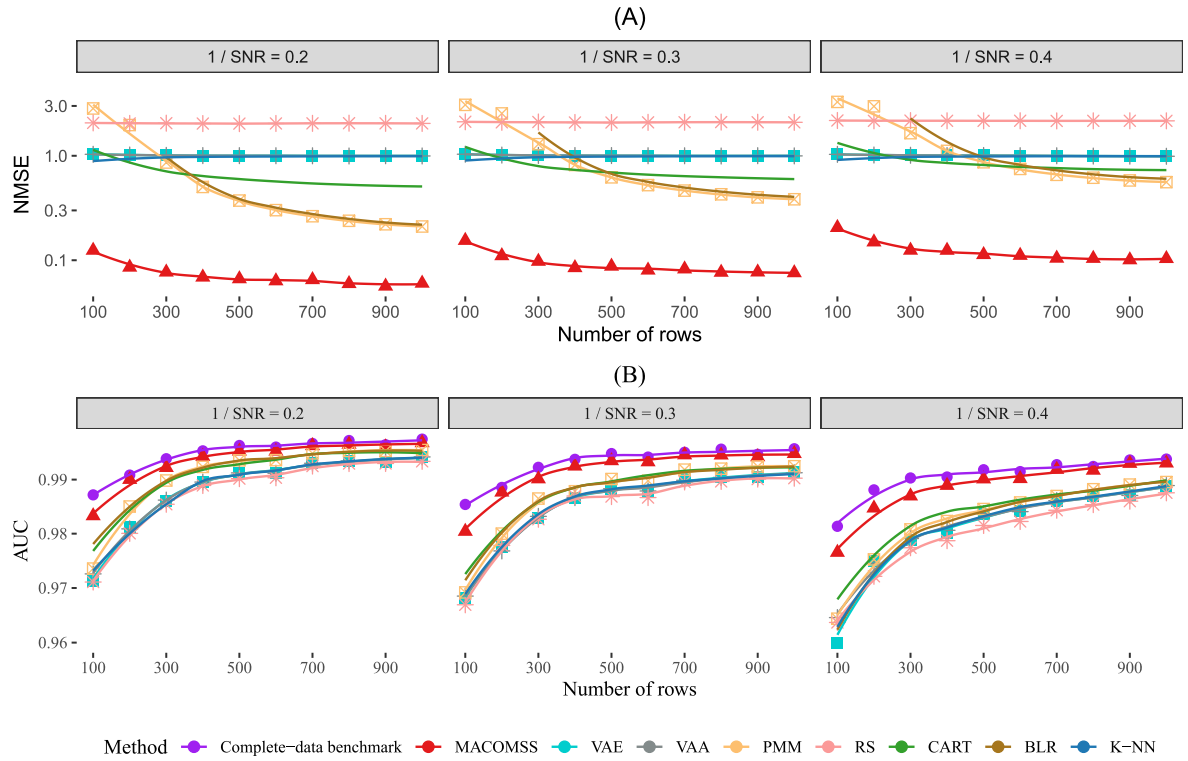 (A)
1 / SNR = 0.2
1 / SNR = 0.3
1 / SNR = 0.4
NMSE
3.0
1.0
0.3
0.1
100 300 500 700 900
100 300 500 700 900
100 300 500 700 900
Number of rows
(B)
1 / SNR = 0.2
1 / SNR = 0.3
1 / SNR = 0.4
AUC
0.99
0.98
0.97
0.96
100 300 500 700 900
100 300 500 700 900
100 300 500 700 900
Number of rows
Method Complete−data benchmark MACOMSS VAE VAA PMM RS CART BLR K−NN